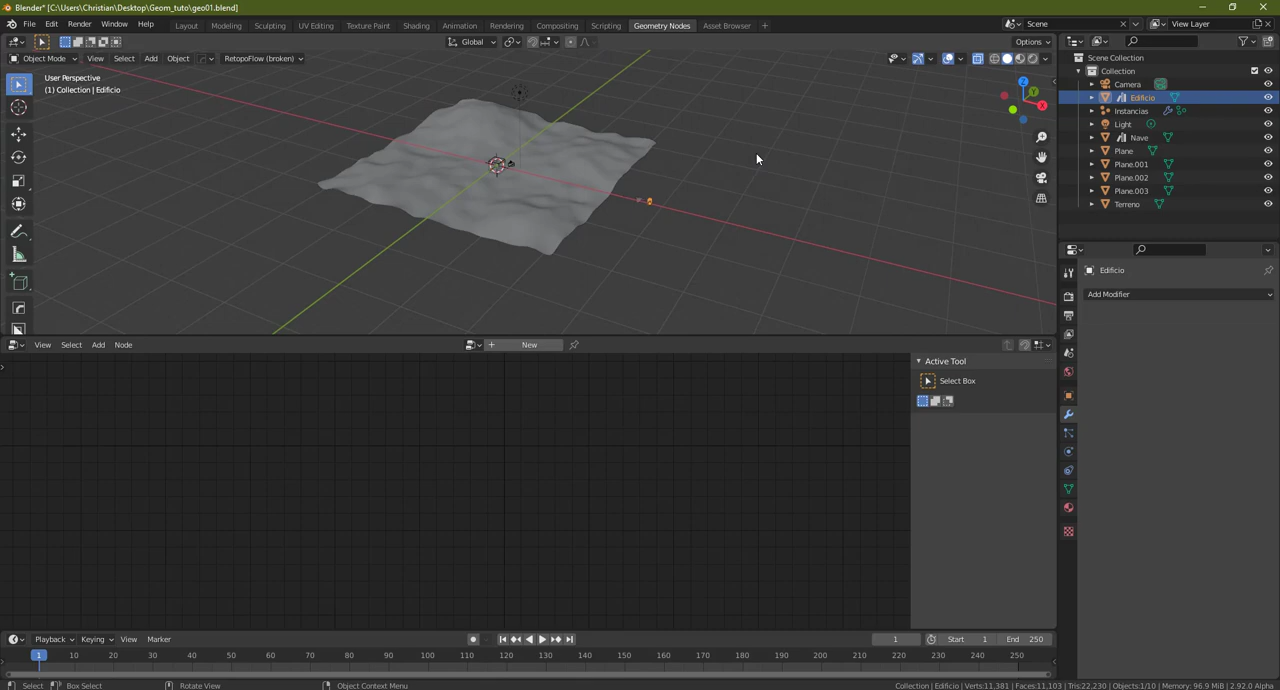 Blender* [C:\Users\Christian\Desktop\Geom_tuto\geo01.blend]
File Edit Render Window Help Layout Modeling Sculpting UV Editing Texture Paint Shading Animation Rendering Compositing Scripting Geometry Nodes Asset Browser + Scene View Layer
Global Options
Object Mode View Select Add Object RetopoFlow (broken)
User Perspective
(1) Collection | Edificio
Z
Y
X
Scene Collection
Collection
Camera
Edificio
Instancias
Light
Nave
Plane
Plane.001
Plane.002
Plane.003
Terreno
Edificio
Add Modifier
View Select Add Node + New
Active Tool
Select Box
Playback Keying View Marker 1 Start 1 End 250
1 10 20 30 40 50 60 70 80 90 100 110 120 130 140 150 160 170 180 190 200 210 220 230 240 250
Select Box Select Rotate View Object Context Menu Collection | Edificio | Verts:11,381 | Faces:11,103 | Tris:22,230 | Objects:1/10 | Memory: 96.9 MiB | 2.92.0 Alpha